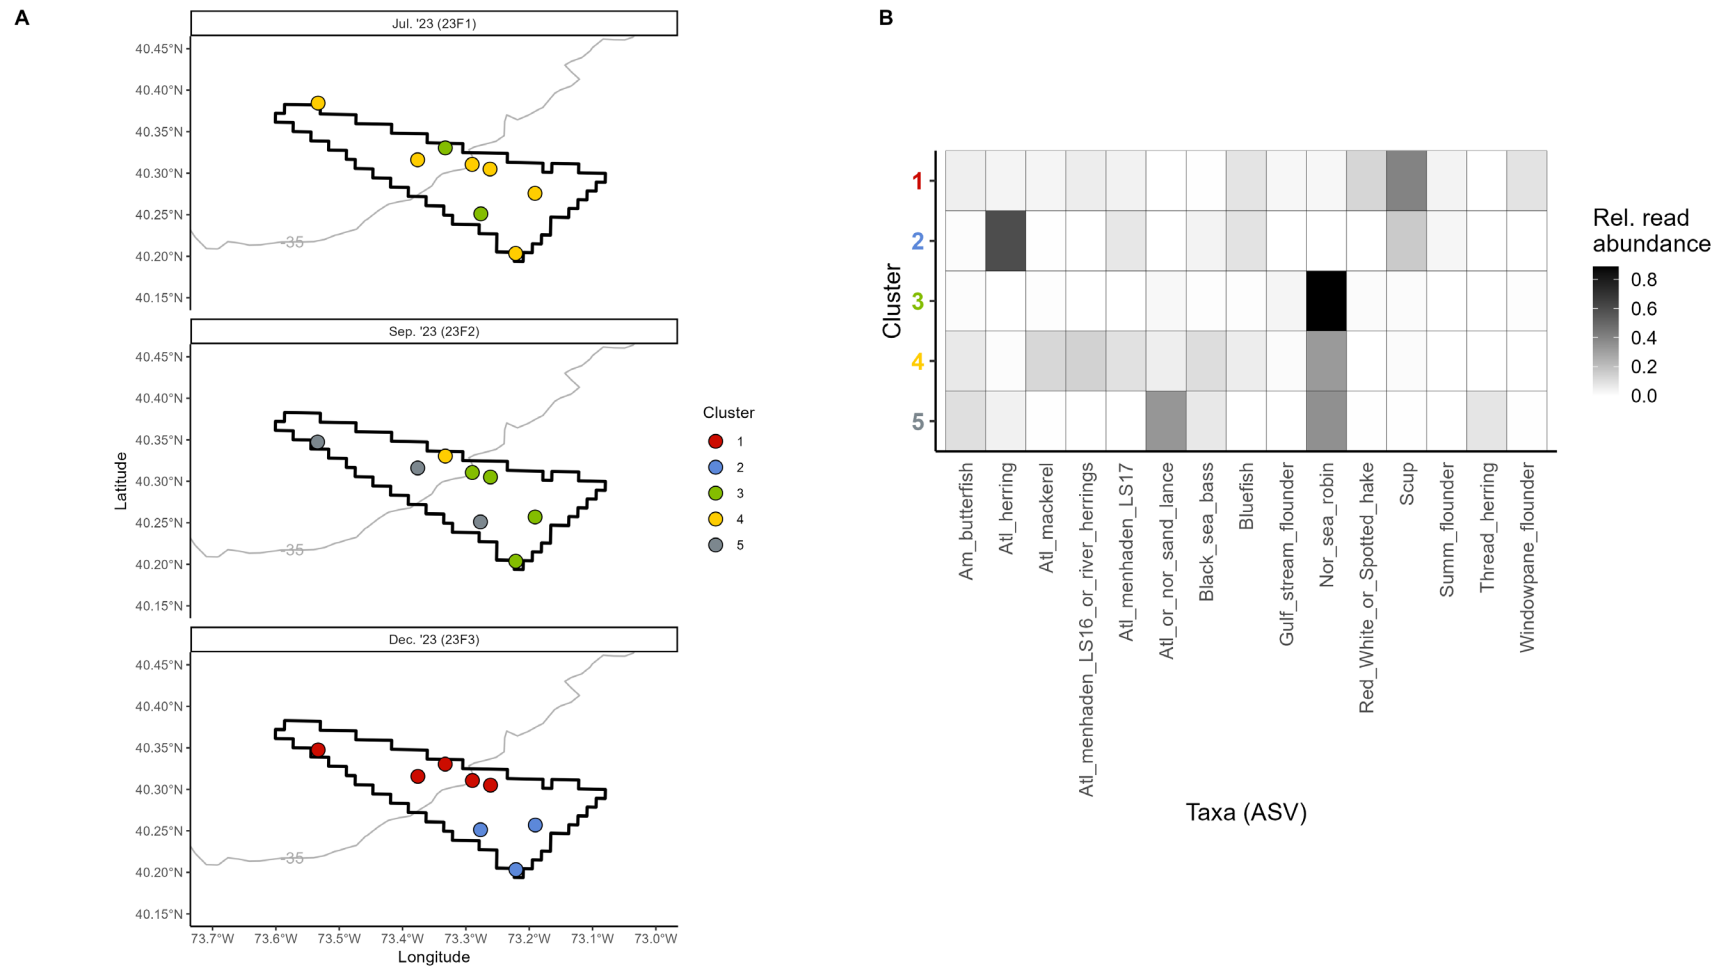 A
Jul. '23 (23F1)
40.45°N
40.40°N
40.35°N
40.30°N
40.25°N
40.20°N
40.15°N
-35
Sep. '23 (23F2)
40.45°N
40.40°N
40.35°N
40.30°N
40.25°N
40.20°N
40.15°N
-35
Dec. '23 (23F3)
40.45°N
40.40°N
40.35°N
40.30°N
40.25°N
40.20°N
40.15°N
-35
73.7°W 73.6°W 73.5°W 73.4°W 73.3°W 73.2°W 73.1°W 73.0°W
Longitude
Latitude
Cluster
1
2
3
4
5
B
Cluster
1
2
3
4
5
Am_butterfish
Atl_herring
Atl_mackerel
Atl_menhaden_LS16_or_river_herrings
Atl_menhaden_LS17
Atl_or_nor_sand_lance
Black_sea_bass
Bluefish
Gulf_stream_flounder
Nor_sea_robin
Red_White_or_Spotted_hake
Scup
Summ_flounder
Thread_herring
Windowpane_flounder
Taxa (ASV)
Rel. read
abundance
0.8
0.6
0.4
0.2
0.0